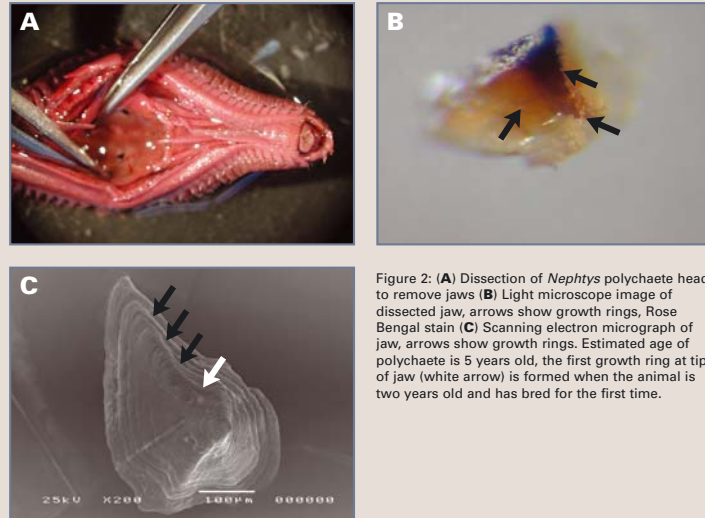 A
B
C
25kV X200 100µm 000000
Figure 2: (A) Dissection of Nephtys polychaete head
to remove jaws (B) Light microscope image of
dissected jaw, arrows show growth rings, Rose
Bengal stain (C) Scanning electron micrograph of
jaw, arrows show growth rings. Estimated age of
polychaete is 5 years old, the first growth ring at tip
of jaw (white arrow) is formed when the animal is
two years old and has bred for the first time.